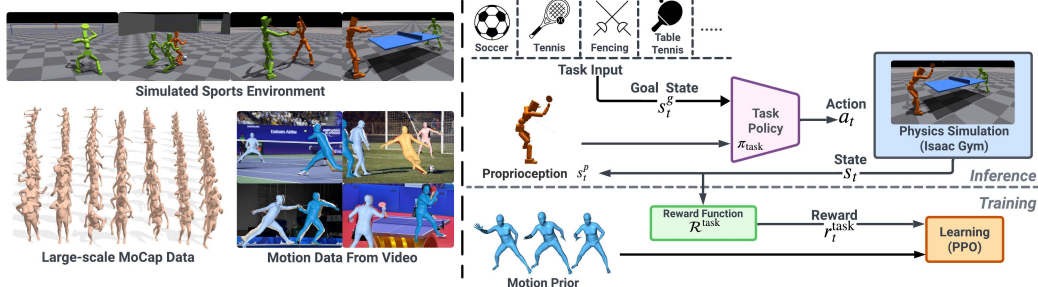 Simulated Sports Environment
Large-scale MoCap Data
Motion Data From Video
Soccer
Tennis
Fencing
Table
Tennis
.....
Task Input
Goal State
s_t^g
Task
Policy
π_task
Action
a_t
Physics Simulation
(Isaac Gym)
Proprioception s_t^p
State
s_t
Inference
Training
Reward Function
R^task
Reward
r_t^task
Learning
(PPO)
Motion Prior